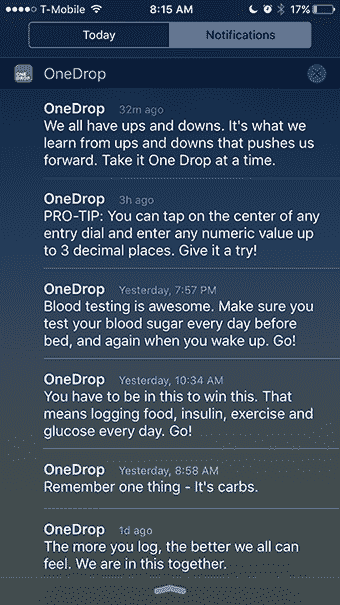 T-Mobile 8:15 AM 17%
Today Notifications
ONE DROP OneDrop
OneDrop 32m ago
We all have ups and downs. It's what we
learn from ups and downs that pushes us
forward. Take it One Drop at a time.
OneDrop 3h ago
PRO-TIP: You can tap on the center of any
entry dial and enter any numeric value up
to 3 decimal places. Give it a try!
OneDrop Yesterday, 7:57 PM
Blood testing is awesome. Make sure you
test your blood sugar every day before
bed, and again when you wake up. Go!
OneDrop Yesterday, 10:34 AM
You have to be in this to win this. That
means logging food, insulin, exercise and
glucose every day. Go!
OneDrop Yesterday, 8:58 AM
Remember one thing - It's carbs.
OneDrop 1d ago
The more you log, the better we all can
feel. We are in this together.